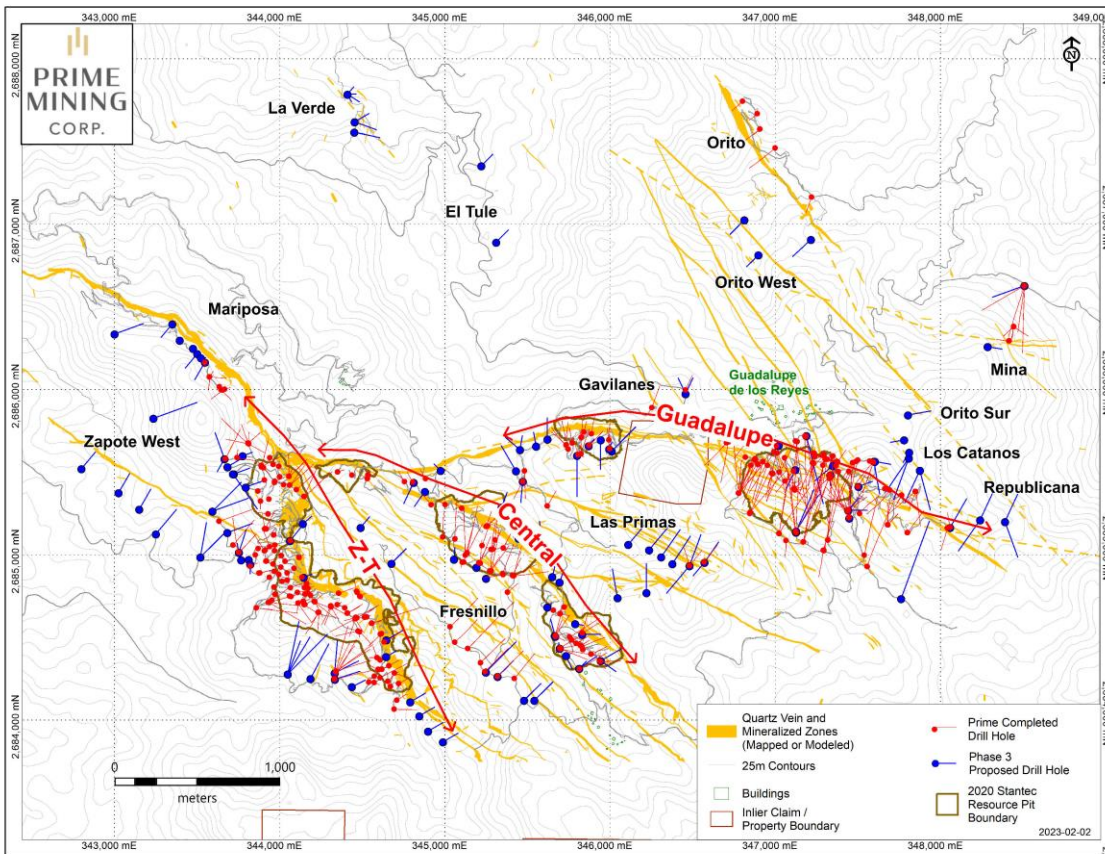 343,000 mE
344,000 mE
345,000 mE
346,000 mE
347,000 mE
348,000 mE
349,00
PRIME
MINING
CORP.
N
2,688,000 mN
2,687,000 mN
2,686,000 mN
2,685,000 mN
2,684,000 mN
La Verde
El Tule
Orito
Orito West
Mariposa
Mina
Gavilanes
Guadalupe
de los Reyes
Guadalupe
Orito Sur
Zapote West
Los Catanos
Republicana
Central
Las Primas
Z-T
Fresnillo
0
1,000
meters
Quartz Vein and
Mineralized Zones
(Mapped or Modeled)
25m Contours
Buildings
Inlier Claim /
Property Boundary
Prime Completed
Drill Hole
Phase 3
Proposed Drill Hole
2020 Stantec
Resource Pit
Boundary
2023-02-02
343,000 mE
344,000 mE
345,000 mE
346,000 mE
347,000 mE
348,000 mE